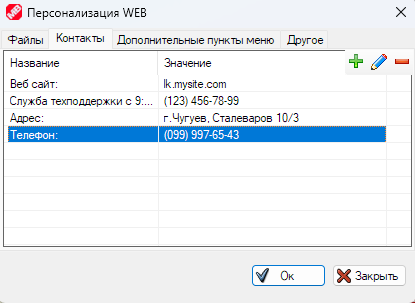 Персонализация WEB
Файлы Контакты Дополнительные пункты меню Другое
Название Значение
Веб сайт: lk.mysite.com
Служба техподдержки с 9:... (123) 456-78-99
Адрес: г.Чугуев, Сталеваров 10/3
Телефон: (099) 997-65-43
Ок Закрыть